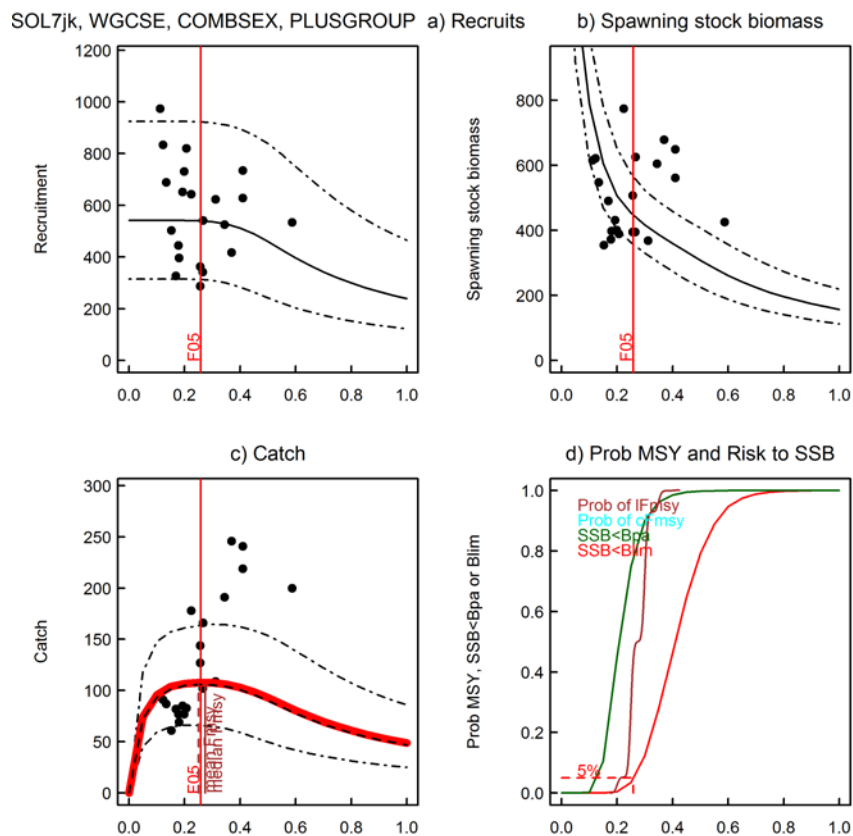 SOL7jk, WGCSE, COMBSEX, PLUSGROUP a) Recruits
b) Spawning stock biomass
Recruitment
1200
1000
800
600
400
200
0
F05
0.0 0.2 0.4 0.6 0.8 1.0
Spawning stock biomass
800
600
400
200
0
F05
0.0 0.2 0.4 0.6 0.8 1.0
c) Catch
Catch
300
250
200
150
100
50
0
F05
median
0.0 0.2 0.4 0.6 0.8 1.0
d) Prob MSY and Risk to SSB
Prob MSY, SSB<Bpa or Blim
1.0
0.8
0.6
0.4
0.2
0.0
Prob of
Prob of
SSB<Bpa
SSB<Blim
5%
0.0 0.2 0.4 0.6 0.8 1.0